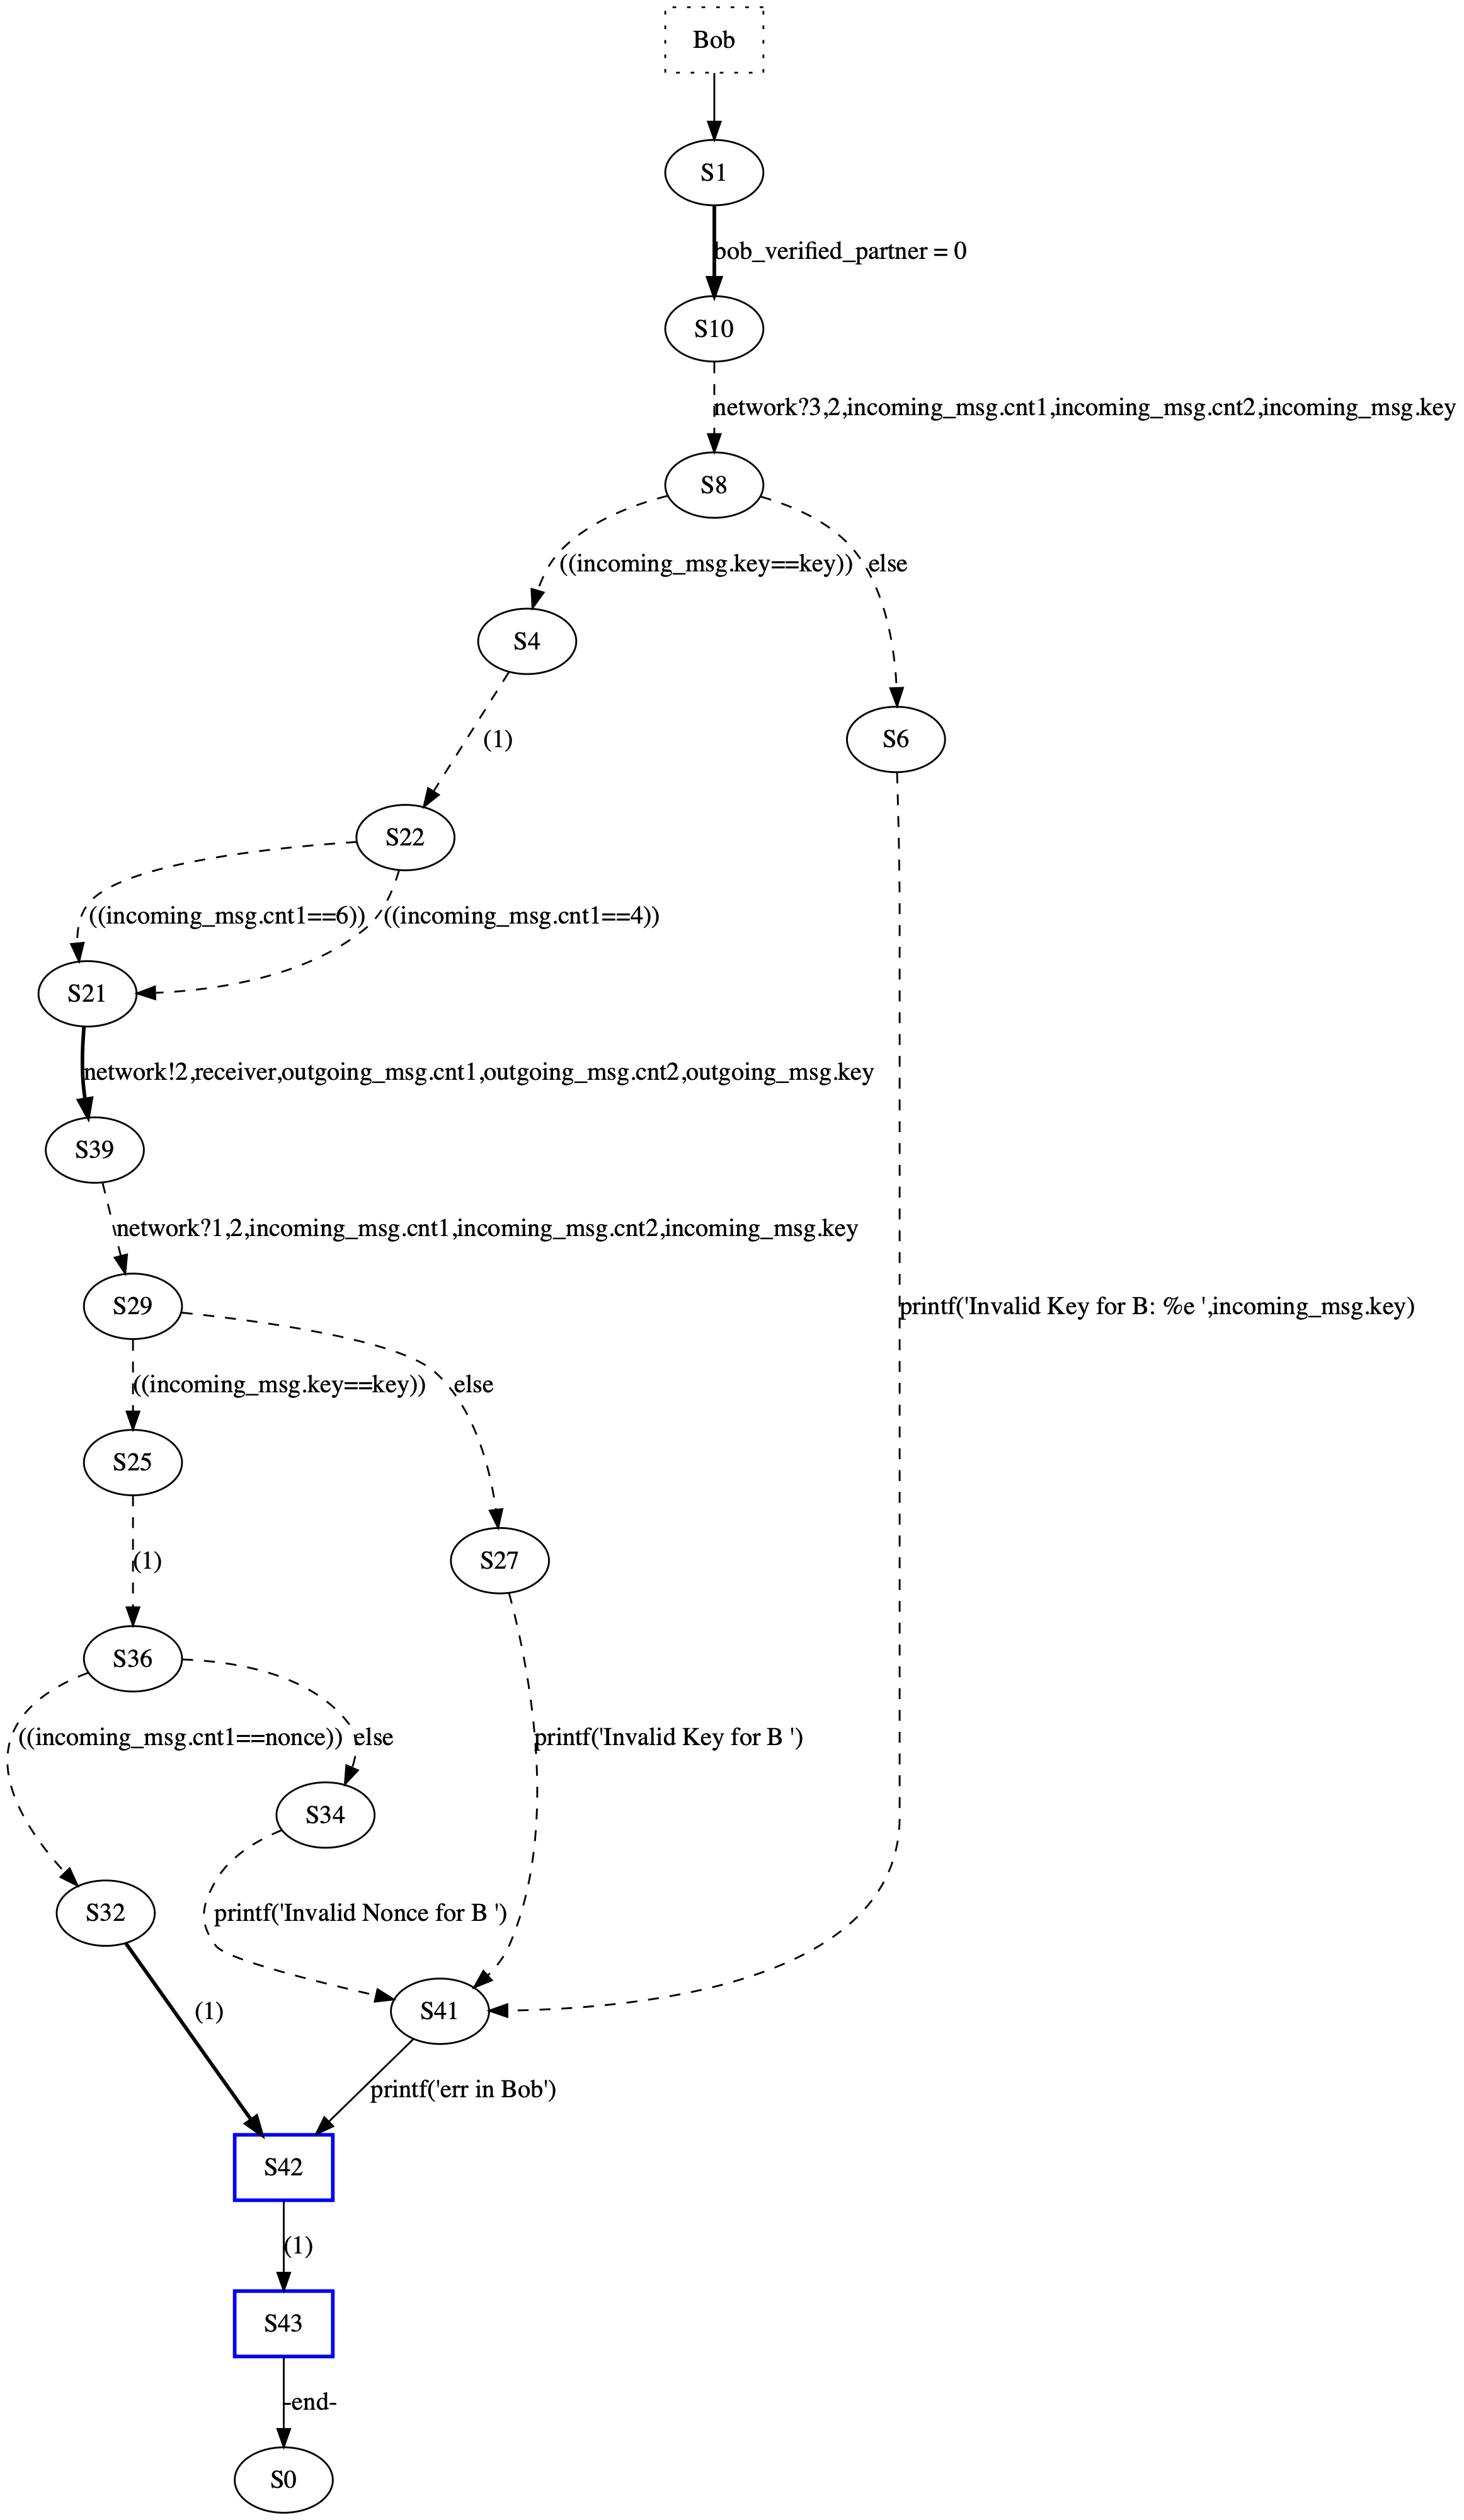 Bob
S1
bob_verified_partner = 0
S10
network?3,2,incoming_msg.cnt1,incoming_msg.cnt2,incoming_msg.key
S8
((incoming_msg.key==key))
else
S4
(1)
S6
S22
((incoming_msg.cnt1==6))
((incoming_msg.cnt1==4))
S21
network!2,receiver,outgoing_msg.cnt1,outgoing_msg.cnt2,outgoing_msg.key
S39
network?1,2,incoming_msg.cnt1,incoming_msg.cnt2,incoming_msg.key
S29
printf('Invalid Key for B: %e ',incoming_msg.key)
((incoming_msg.key==key))
else
S25
(1)
S27
S36
((incoming_msg.cnt1==nonce))
else
printf('Invalid Key for B ')
S34
S32
printf('Invalid Nonce for B ')
(1)
S41
printf('err in Bob')
S42
(1)
S43
-end-
S0